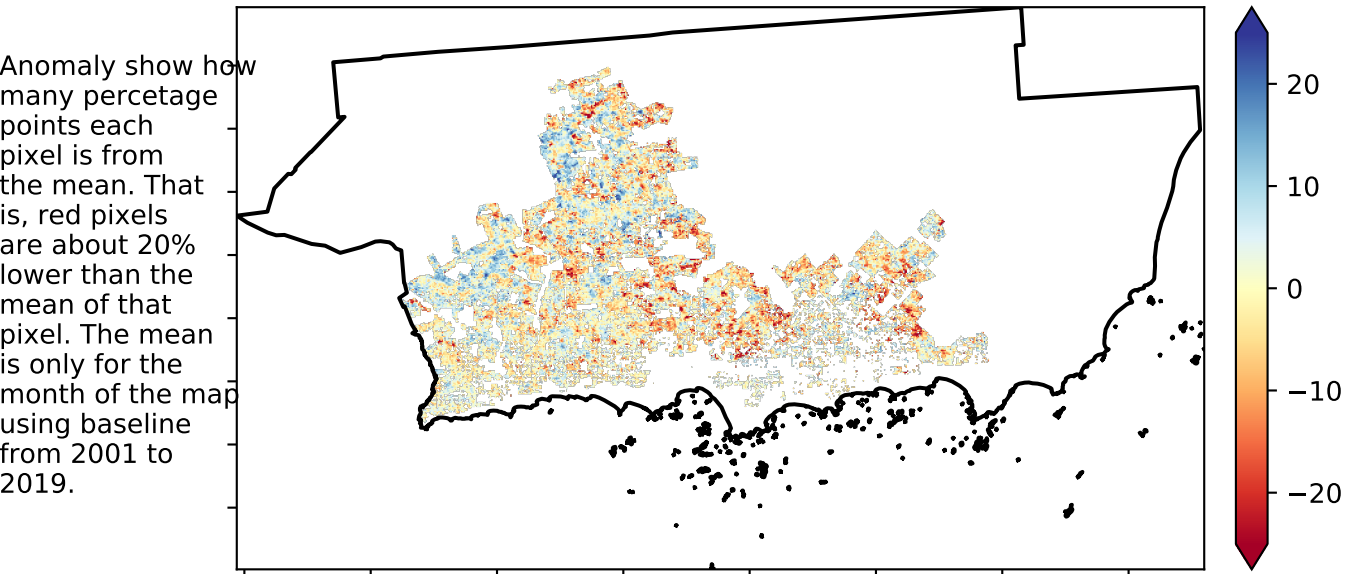 Anomaly show how
many percetage
points each
pixel is from
the mean. That
is, red pixels
are about 20%
lower than the
mean of that
pixel. The mean
is only for the
month of the map
using baseline
from 2001 to
2019.
20
10
0
−10
−20